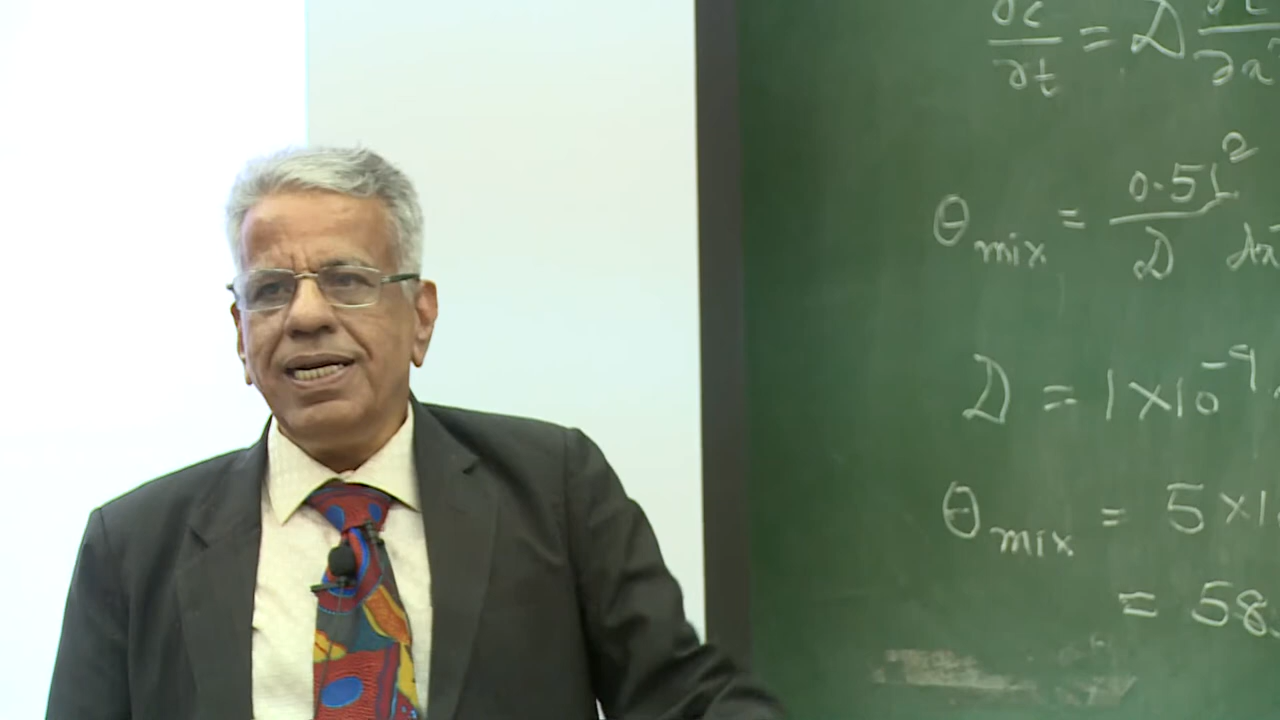 ∂c/∂t = D ∂
θmix = 0.5L²/D
D = 1×10⁻⁹
θmix = 5×1
= 58